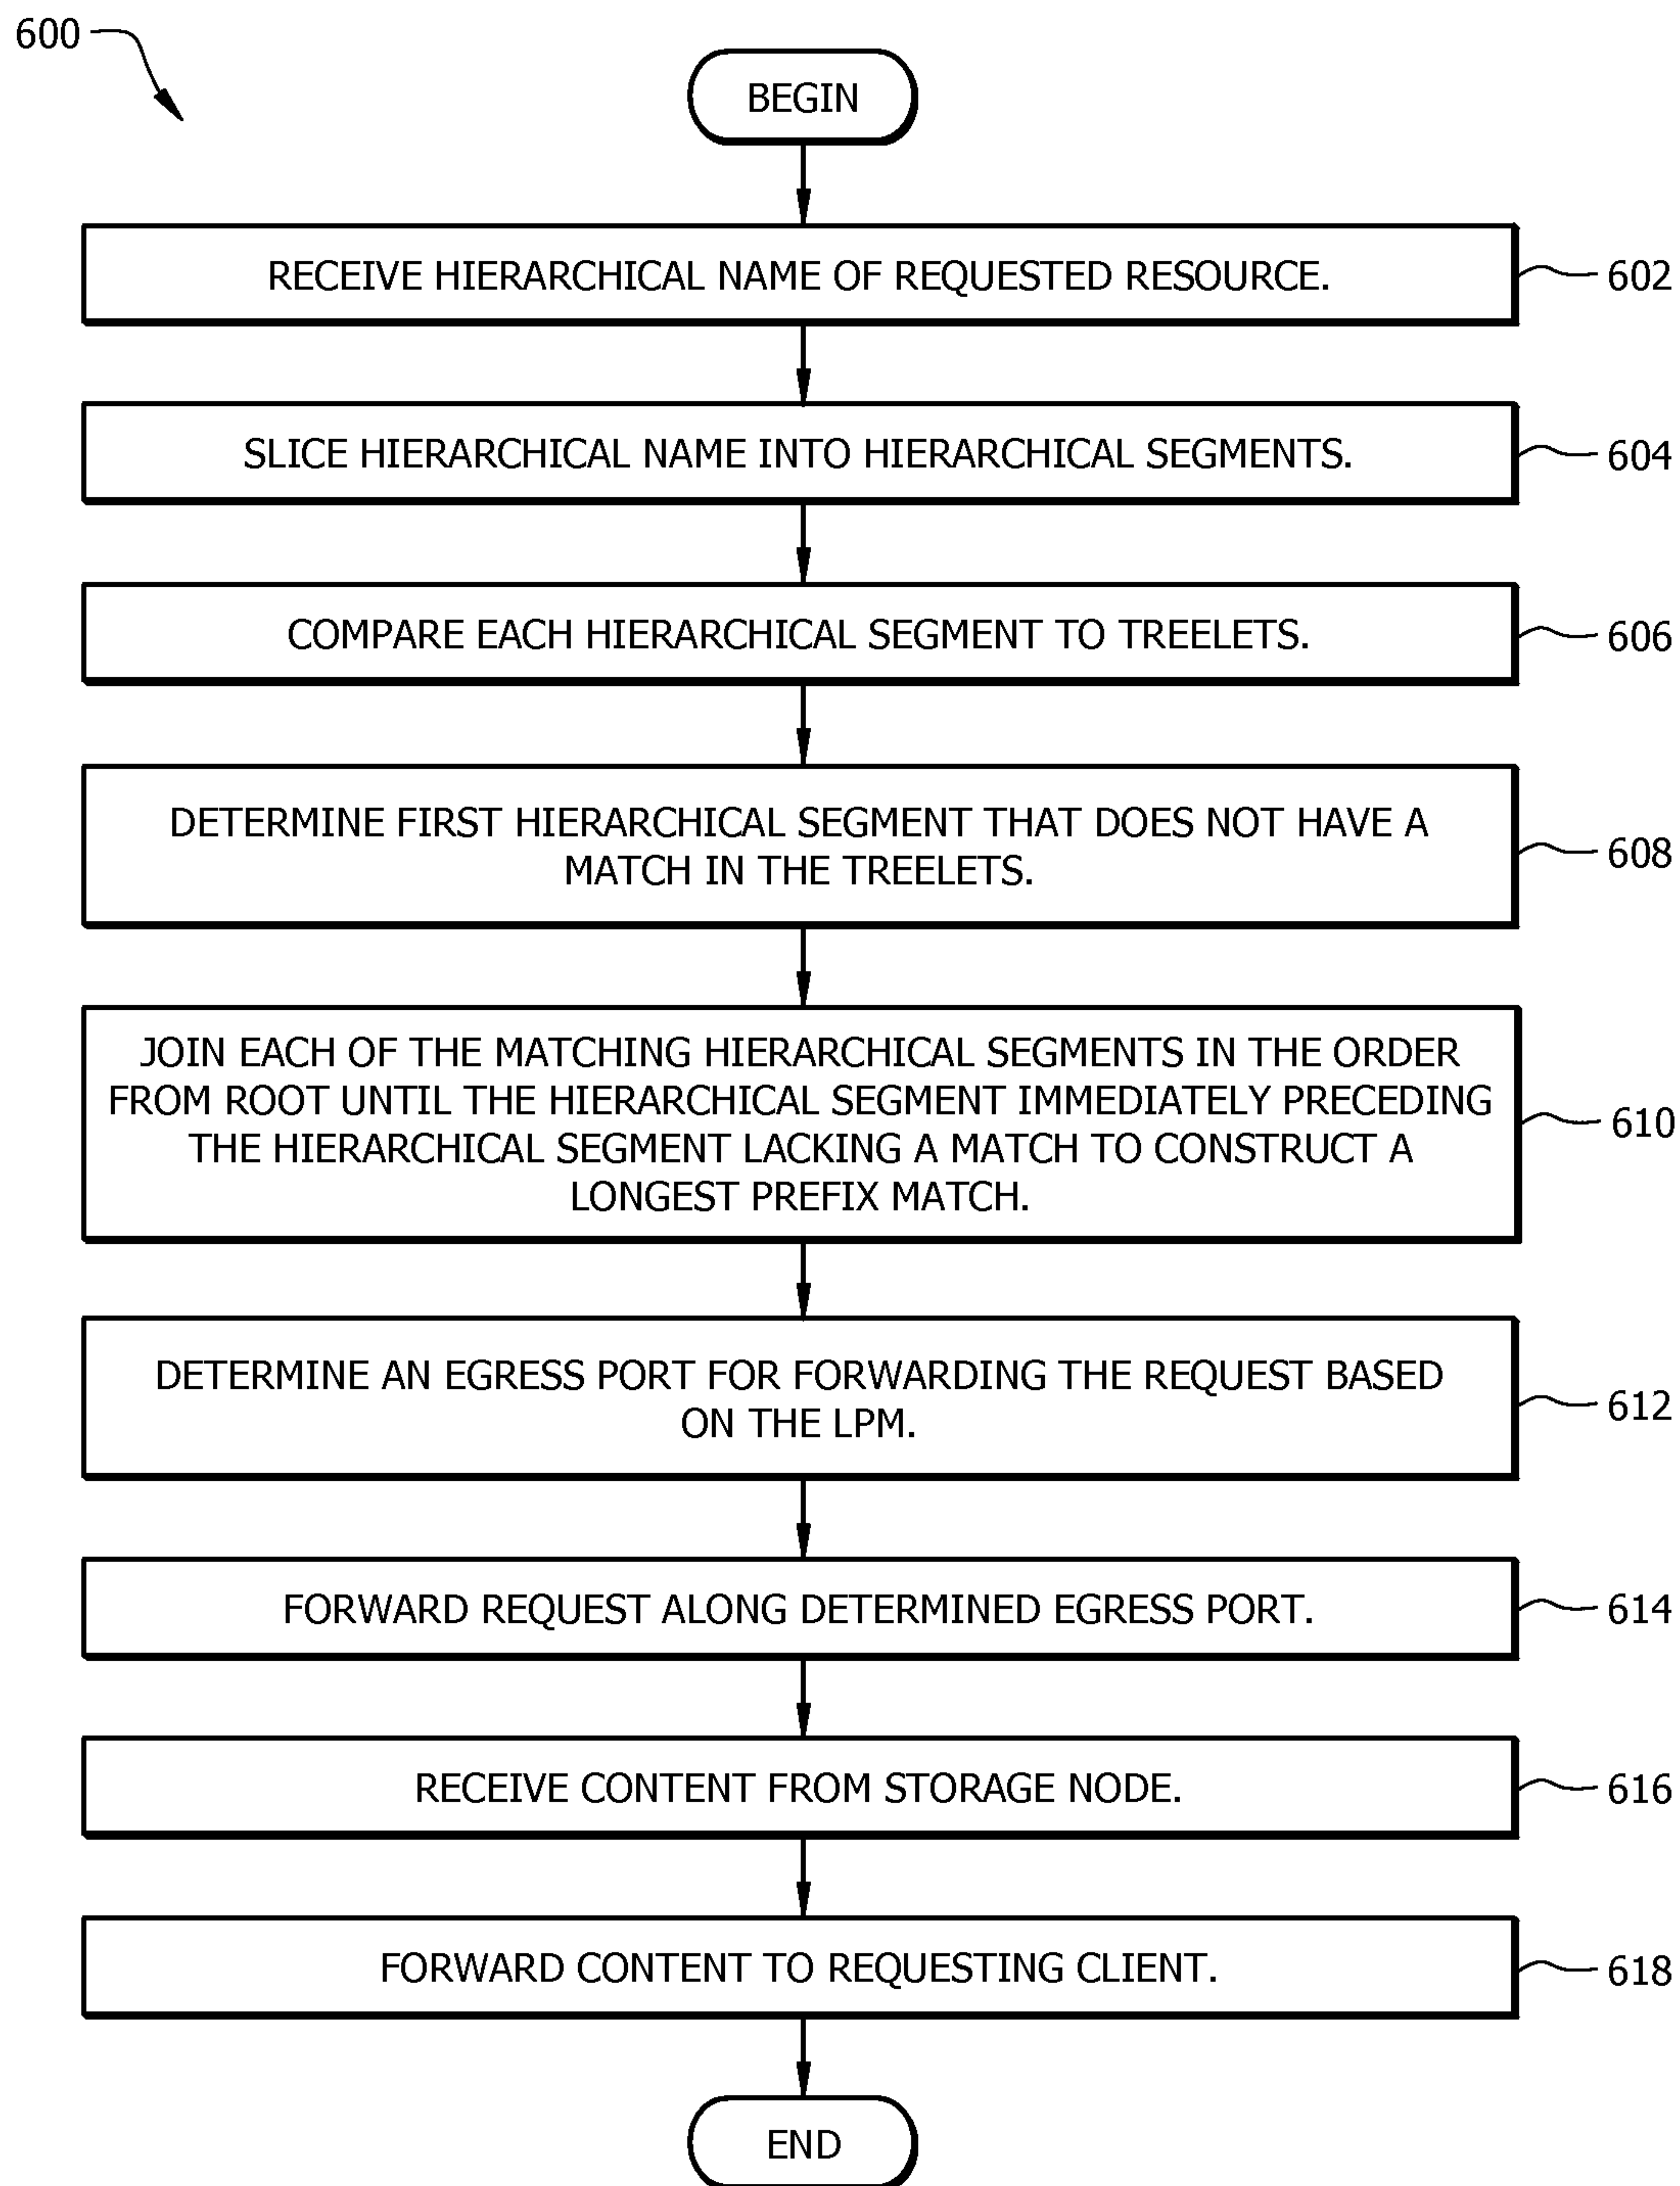 600
BEGIN
RECEIVE HIERARCHICAL NAME OF REQUESTED RESOURCE.
602
SLICE HIERARCHICAL NAME INTO HIERARCHICAL SEGMENTS.
604
COMPARE EACH HIERARCHICAL SEGMENT TO TREELETS.
606
DETERMINE FIRST HIERARCHICAL SEGMENT THAT DOES NOT HAVE A
MATCH IN THE TREELETS.
608
JOIN EACH OF THE MATCHING HIERARCHICAL SEGMENTS IN THE ORDER
FROM ROOT UNTIL THE HIERARCHICAL SEGMENT IMMEDIATELY PRECEDING
THE HIERARCHICAL SEGMENT LACKING A MATCH TO CONSTRUCT A
LONGEST PREFIX MATCH.
610
DETERMINE AN EGRESS PORT FOR FORWARDING THE REQUEST BASED
ON THE LPM.
612
FORWARD REQUEST ALONG DETERMINED EGRESS PORT.
614
RECEIVE CONTENT FROM STORAGE NODE.
616
FORWARD CONTENT TO REQUESTING CLIENT.
618
END